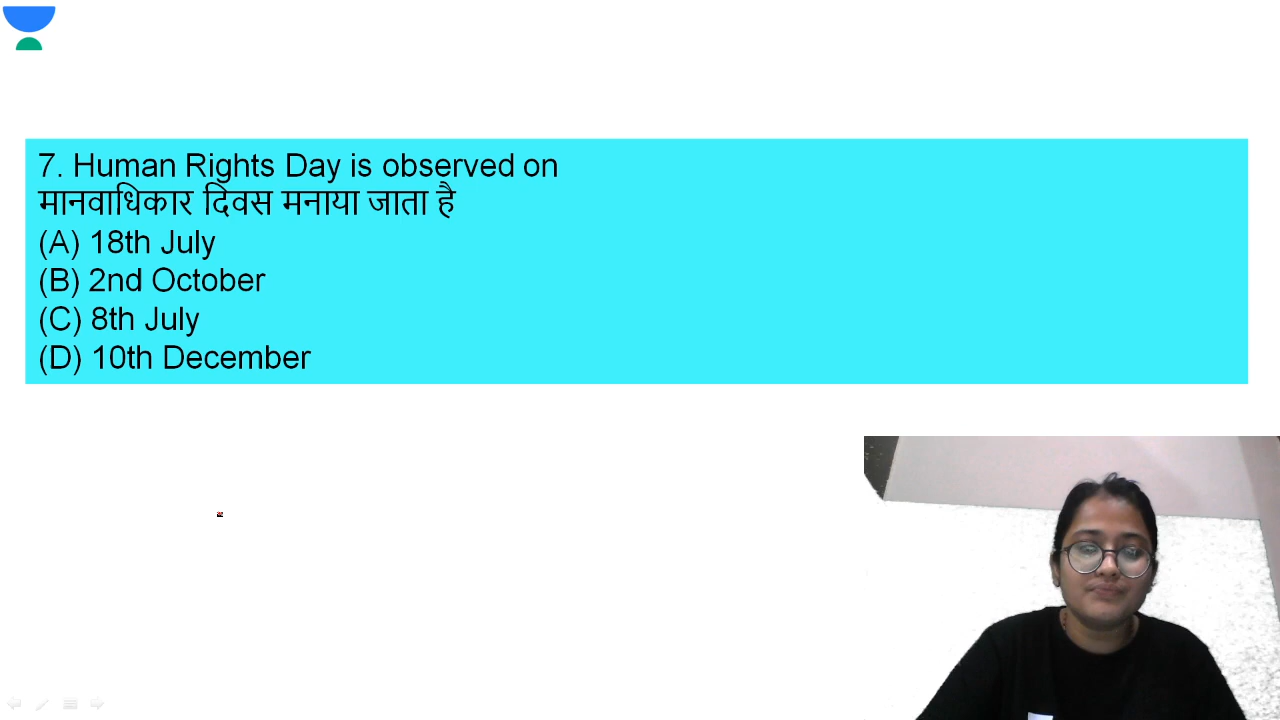 7. Human Rights Day is observed on
मानवाधिकार दिवस मनाया जाता है
(A) 18th July
(B) 2nd October
(C) 8th July
(D) 10th December